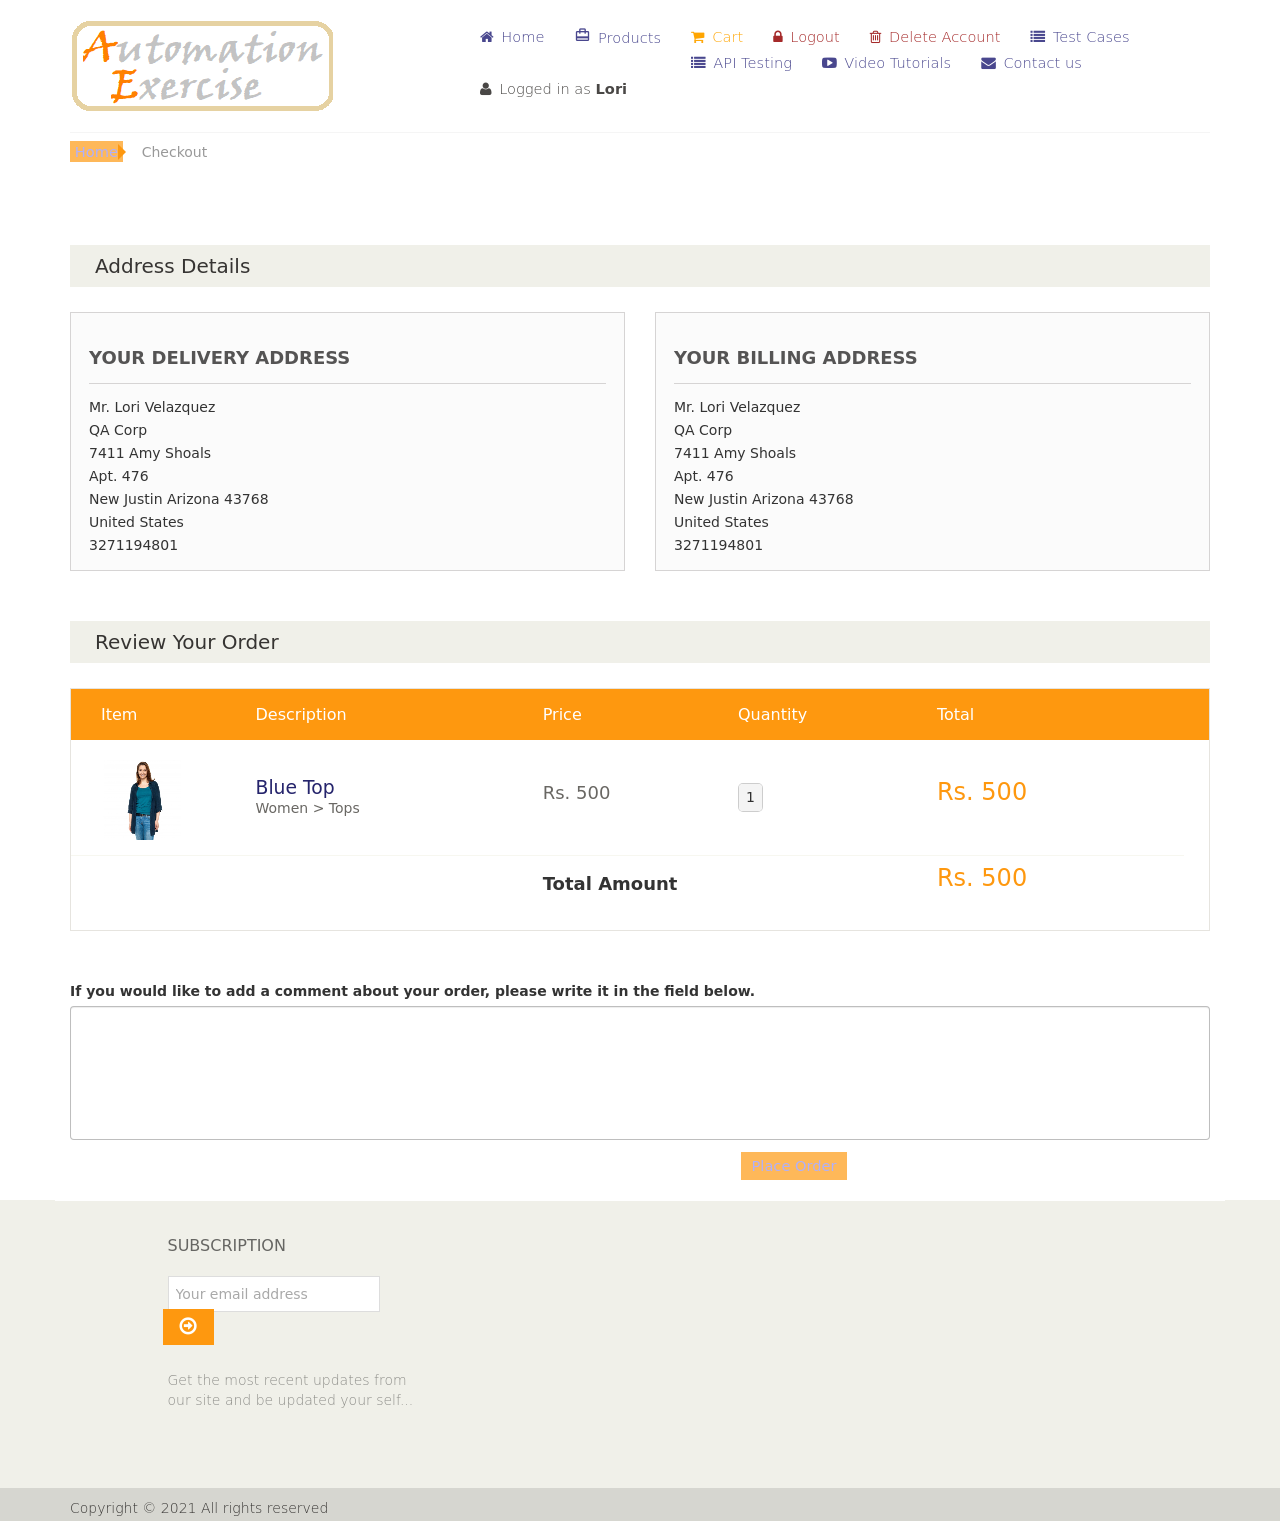 Automation
Exercise
Home Products Cart Logout Delete Account Test Cases
API Testing Video Tutorials Contact us
Logged in as Lori
Home Checkout
Address Details
YOUR DELIVERY ADDRESS
Mr. Lori Velazquez
QA Corp
7411 Amy Shoals
Apt. 476
New Justin Arizona 43768
United States
3271194801
YOUR BILLING ADDRESS
Mr. Lori Velazquez
QA Corp
7411 Amy Shoals
Apt. 476
New Justin Arizona 43768
United States
3271194801
Review Your Order
Item Description Price Quantity Total
Blue Top Rs. 500 1 Rs. 500
Women > Tops
Total Amount Rs. 500
If you would like to add a comment about your order, please write it in the field below.
Place Order
SUBSCRIPTION
Your email address
Get the most recent updates from
our site and be updated your self...
Copyright © 2021 All rights reserved